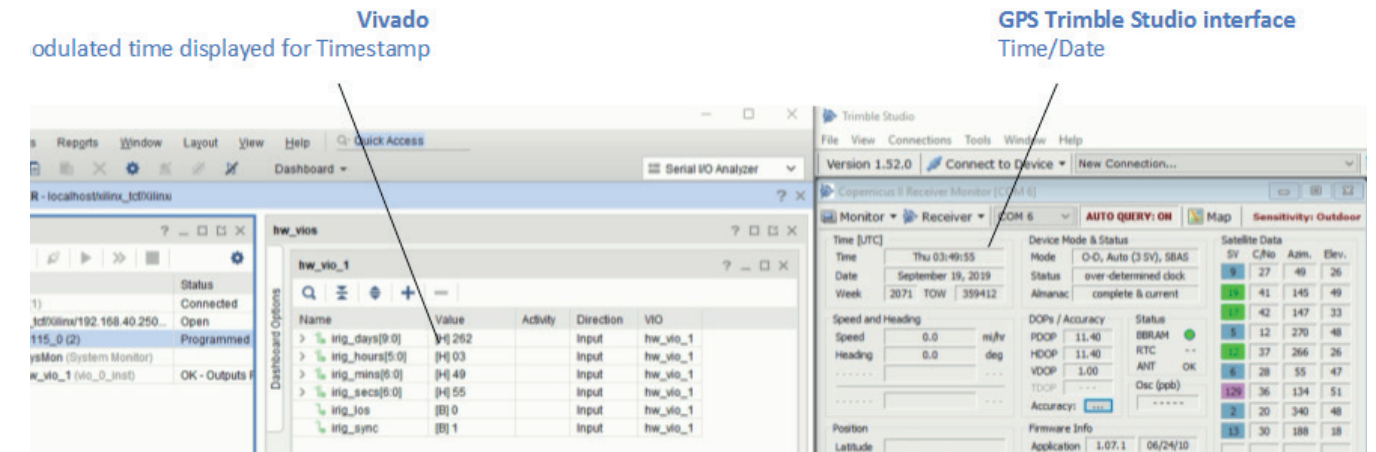 Vivado
odulated time displayed for Timestamp
GPS Trimble Studio interface
Time/Date
s Reports Window Layout View Help Quick Access
Dashboard
Serial I/O Analyzer
R - localhost/xilinx_tcf/Xilinx
? _
Status
1) Connected
_tcf/Xilinx/192.168.40.250... Open
115_0 (2) Programmed
ysMon (System Monitor)
w_vio_1 (vio_0_inst) OK - Outputs F
hw_vios
Dashboard Options
hw_vio_1
Name Value Activity Direction VIO
> irig_days[9:0] [H] 262 Input hw_vio_1
> irig_hours[5:0] [H] 03 Input hw_vio_1
> irig_mins[6:0] [H] 49 Input hw_vio_1
> irig_secs[6:0] [H] 55 Input hw_vio_1
irig_los [B] 0 Input hw_vio_1
irig_sync [B] 1 Input hw_vio_1
Trimble Studio
File View Connections Tools Window Help
Version 1.52.0 Connect to Device New Connection...
Copernicus II Receiver Monitor [COM 6]
Monitor Receiver COM 6 AUTO QUERY: ON Map Sensitivity: Outdoor
Time [UTC]
Time Thu 03:49:55
Date September 19, 2019
Week 2071 TOW 359412
Speed and Heading
Speed 0.0 mi/hr
Heading 0.0 deg
Position
Latitude
Device Mode & Status
Mode O-D, Auto (3 SV), SBAS
Status over-determined clock
Almanac complete & current
DOPs / Accuracy
PDOP 11.40
HDOP 11.40
VDOP 1.00
TDOP ---
Accuracy: ...
Status
BBRAM
RTC --
ANT OK
Osc (ppb)
-----
Firmware Info
Application 1.07.1 06/24/10
Satellite Data
SV C/No Azm. Elev.
9 27 49 26
41 145 49
17 42 147 33
5 12 270 48
12 37 266 26
6 28 55 47
129 36 134 51
2 20 340 48
13 30 188 18